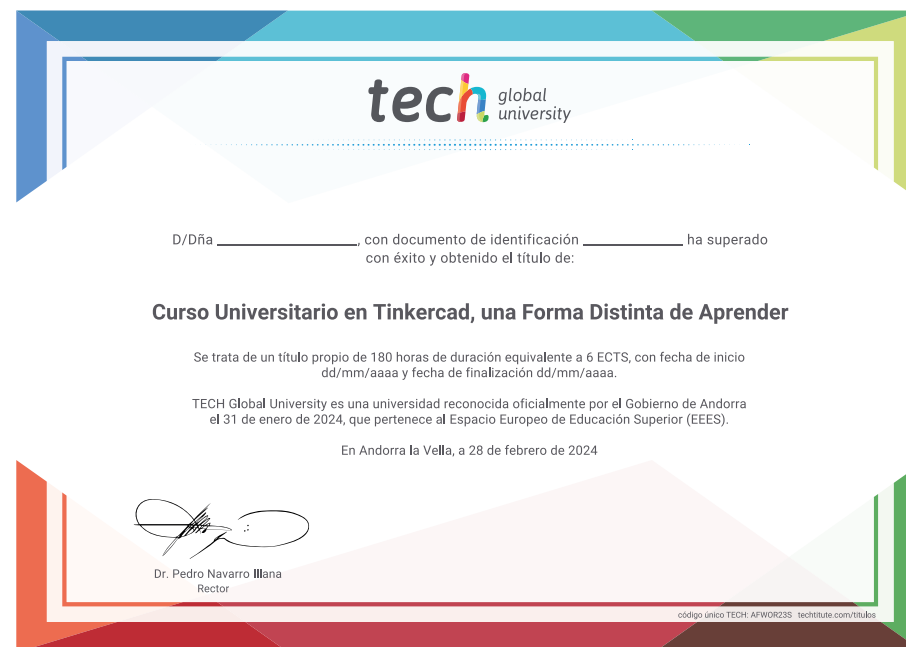 tech global university
D/Dña ________________, con documento de identificación ____________ ha superado
con éxito y obtenido el título de:
Curso Universitario en Tinkercad, una Forma Distinta de Aprender
Se trata de un título propio de 180 horas de duración equivalente a 6 ECTS, con fecha de inicio
dd/mm/aaaa y fecha de finalización dd/mm/aaaa.
TECH Global University es una universidad reconocida oficialmente por el Gobierno de Andorra
el 31 de enero de 2024, que pertenece al Espacio Europeo de Educación Superior (EEES).
En Andorra la Vella, a 28 de febrero de 2024
Dr. Pedro Navarro Illana
Rector
código único TECH: AFWOR23S techtitute.com/titulos